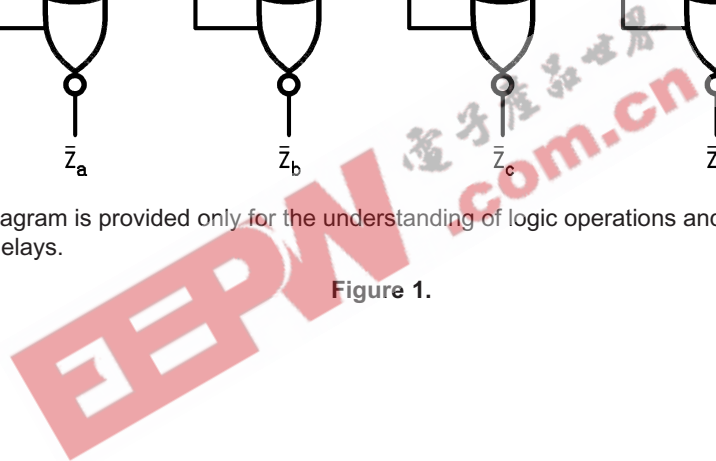 Z̄a Z̄b Z̄c Z̄
電子產品世界
agram is provided only for the understanding of logic operations and
elays.
Figure 1.
EEPW.com.cn